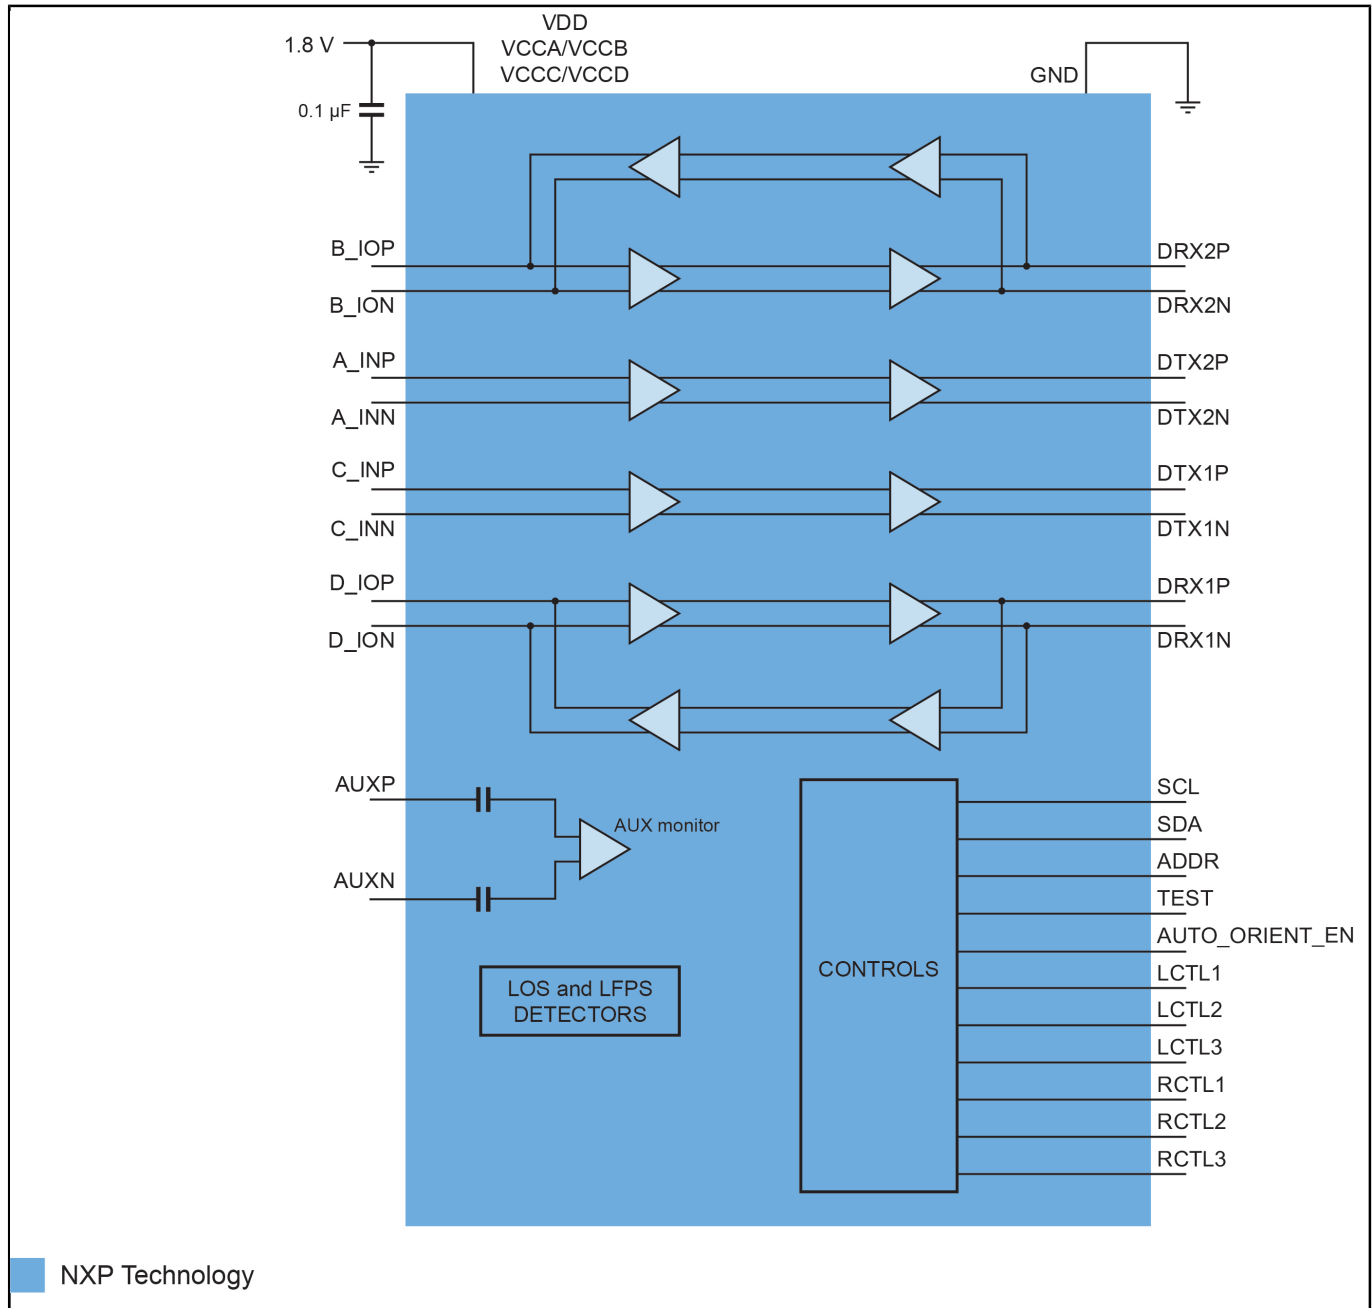 VDD
1.8 V
VCCA/VCCB
VCCC/VCCD
GND
0.1 µF
B_IOP
DRX2P
B_ION
DRX2N
A_INP
DTX2P
A_INN
DTX2N
C_INP
DTX1P
C_INN
DTX1N
D_IOP
DRX1P
D_ION
DRX1N
AUXP
SCL
AUX monitor
SDA
ADDR
AUXN
TEST
AUTO_ORIENT_EN
CONTROLS
LCTL1
LOS and LFPS
DETECTORS
LCTL2
LCTL3
RCTL1
RCTL2
RCTL3
NXP Technology